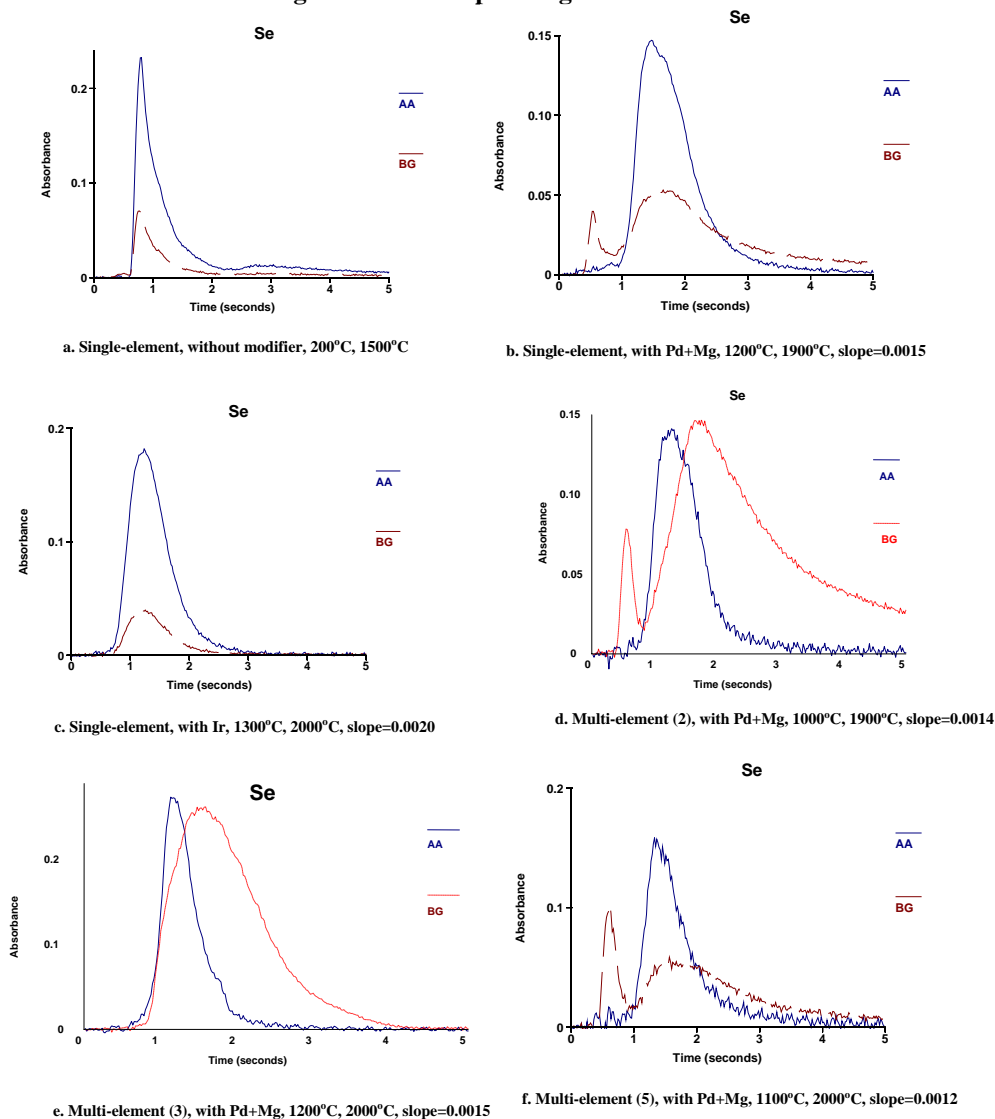 Se
0.2
0.1
0
Absorbance
0 1 2 3 4 5
Time (seconds)
AA
BG
a. Single-element, without modifier, 200°C, 1500°C
Se
0.15
0.10
0.05
0
Absorbance
0 1 2 3 4 5
Time (seconds)
AA
BG
b. Single-element, with Pd+Mg, 1200°C, 1900°C, slope=0.0015
Se
0.2
0.1
0
Absorbance
0 1 2 3 4 5
Time (seconds)
AA
BG
c. Single-element, with Ir, 1300°C, 2000°C, slope=0.0020
Se
0.15
0.10
0.05
0
Absorbance
0 1 2 3 4 5
Time (seconds)
AA
BG
d. Multi-element (2), with Pd+Mg, 1000°C, 1900°C, slope=0.0014
Se
0.2
0.1
0
Absorbance
0 1 2 3 4 5
Time (seconds)
AA
BG
e. Multi-element (3), with Pd+Mg, 1200°C, 2000°C, slope=0.0015
Se
0.2
0.1
0
Absorbance
0 1 2 3 4 5
Time (seconds)
AA
BG
f. Multi-element (5), with Pd+Mg, 1100°C, 2000°C, slope=0.0012